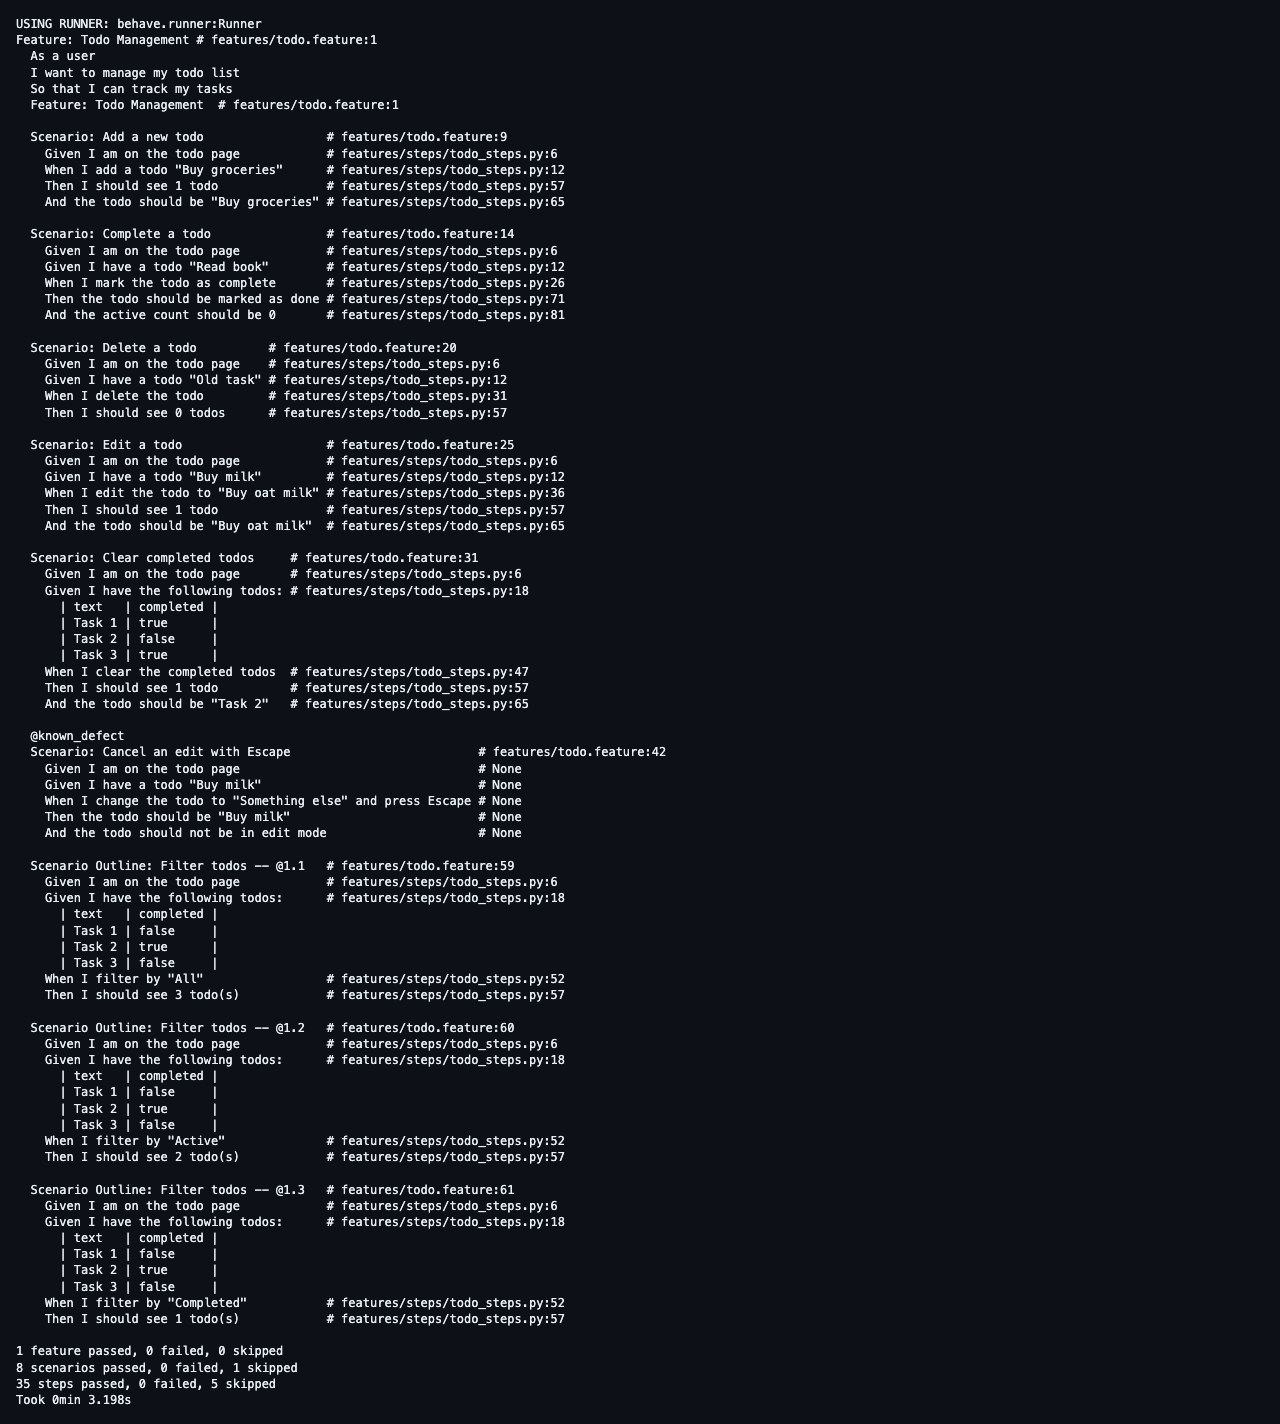 USING RUNNER: behave.runner:Runner
Feature: Todo Management # features/todo.feature:1
  As a user
  I want to manage my todo list
  So that I can track my tasks
  Feature: Todo Management  # features/todo.feature:1

  Scenario: Add a new todo                 # features/todo.feature:9
    Given I am on the todo page            # features/steps/todo_steps.py:6
    When I add a todo "Buy groceries"      # features/steps/todo_steps.py:12
    Then I should see 1 todo               # features/steps/todo_steps.py:57
    And the todo should be "Buy groceries" # features/steps/todo_steps.py:65

  Scenario: Complete a todo                # features/todo.feature:14
    Given I am on the todo page            # features/steps/todo_steps.py:6
    Given I have a todo "Read book"        # features/steps/todo_steps.py:12
    When I mark the todo as complete       # features/steps/todo_steps.py:26
    Then the todo should be marked as done # features/steps/todo_steps.py:71
    And the active count should be 0       # features/steps/todo_steps.py:81

  Scenario: Delete a todo          # features/todo.feature:20
    Given I am on the todo page    # features/steps/todo_steps.py:6
    Given I have a todo "Old task" # features/steps/todo_steps.py:12
    When I delete the todo         # features/steps/todo_steps.py:31
    Then I should see 0 todos      # features/steps/todo_steps.py:57

  Scenario: Edit a todo                    # features/todo.feature:25
    Given I am on the todo page            # features/steps/todo_steps.py:6
    Given I have a todo "Buy milk"         # features/steps/todo_steps.py:12
    When I edit the todo to "Buy oat milk" # features/steps/todo_steps.py:36
    Then I should see 1 todo               # features/steps/todo_steps.py:57
    And the todo should be "Buy oat milk"  # features/steps/todo_steps.py:65

  Scenario: Clear completed todos     # features/todo.feature:31
    Given I am on the todo page       # features/steps/todo_steps.py:6
    Given I have the following todos: # features/steps/todo_steps.py:18
      | text   | completed |
      | Task 1 | true      |
      | Task 2 | false     |
      | Task 3 | true      |
    When I clear the completed todos  # features/steps/todo_steps.py:47
    Then I should see 1 todo          # features/steps/todo_steps.py:57
    And the todo should be "Task 2"   # features/steps/todo_steps.py:65

  @known_defect
  Scenario: Cancel an edit with Escape                          # features/todo.feature:42
    Given I am on the todo page                                 # None
    Given I have a todo "Buy milk"                              # None
    When I change the todo to "Something else" and press Escape # None
    Then the todo should be "Buy milk"                          # None
    And the todo should not be in edit mode                     # None

  Scenario Outline: Filter todos -- @1.1   # features/todo.feature:59
    Given I am on the todo page            # features/steps/todo_steps.py:6
    Given I have the following todos:      # features/steps/todo_steps.py:18
      | text   | completed |
      | Task 1 | false     |
      | Task 2 | true      |
      | Task 3 | false     |
    When I filter by "All"                 # features/steps/todo_steps.py:52
    Then I should see 3 todo(s)            # features/steps/todo_steps.py:57

  Scenario Outline: Filter todos -- @1.2   # features/todo.feature:60
    Given I am on the todo page            # features/steps/todo_steps.py:6
    Given I have the following todos:      # features/steps/todo_steps.py:18
      | text   | completed |
      | Task 1 | false     |
      | Task 2 | true      |
      | Task 3 | false     |
    When I filter by "Active"              # features/steps/todo_steps.py:52
    Then I should see 2 todo(s)            # features/steps/todo_steps.py:57

  Scenario Outline: Filter todos -- @1.3   # features/todo.feature:61
    Given I am on the todo page            # features/steps/todo_steps.py:6
    Given I have the following todos:      # features/steps/todo_steps.py:18
      | text   | completed |
      | Task 1 | false     |
      | Task 2 | true      |
      | Task 3 | false     |
    When I filter by "Completed"           # features/steps/todo_steps.py:52
    Then I should see 1 todo(s)            # features/steps/todo_steps.py:57

1 feature passed, 0 failed, 0 skipped
8 scenarios passed, 0 failed, 1 skipped
35 steps passed, 0 failed, 5 skipped
Took 0min 3.198s